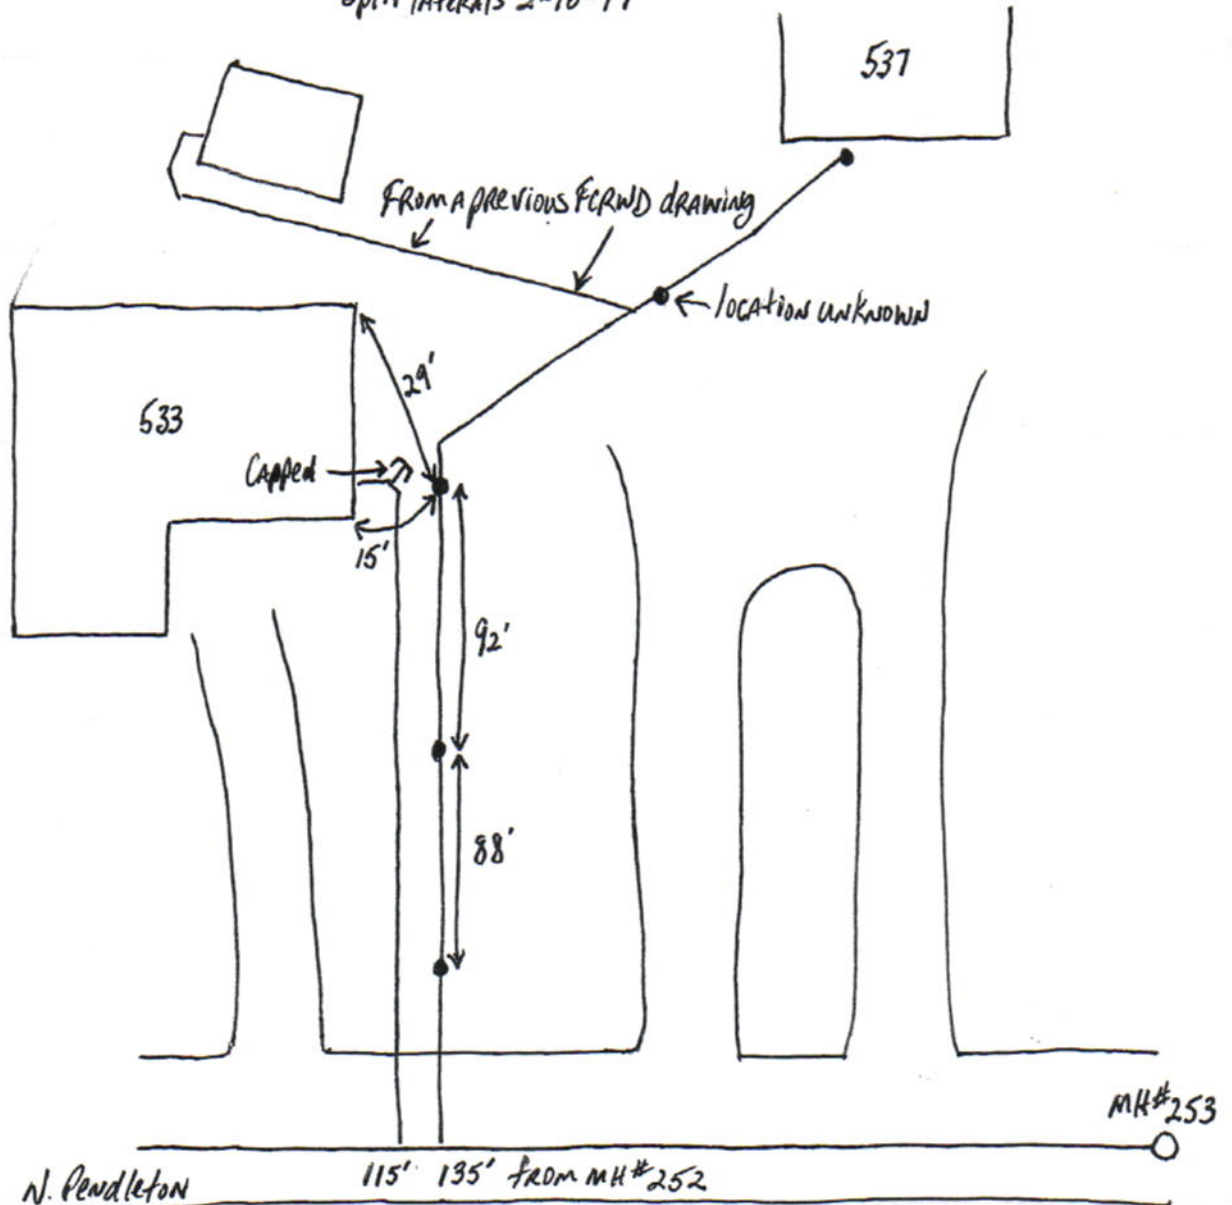 537
From a previous FCRWD drawing
location unknown
29'
533
Capped
15'
92'
88'
MH#253
115' 135' from MH#252
N. Pendleton